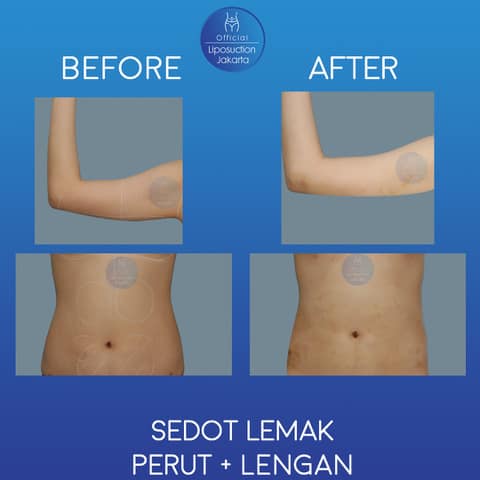 Official
Liposuction
Jakarta
BEFORE
AFTER
SEDOT LEMAK
PERUT + LENGAN